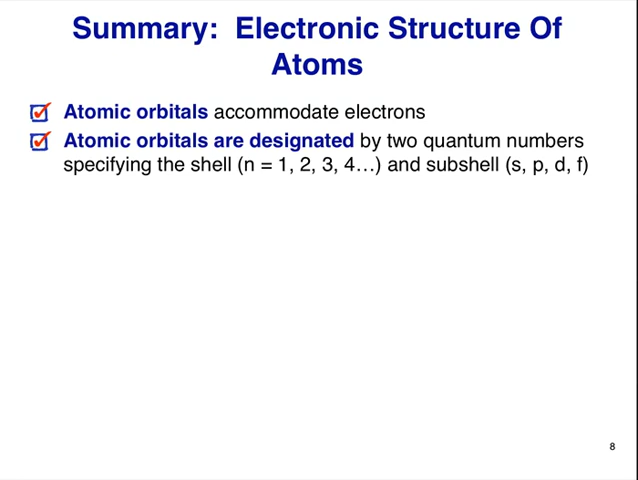 Summary:  Electronic Structure Of
Atoms
Atomic orbitals accommodate electrons
Atomic orbitals are designated by two quantum numbers
specifying the shell (n = 1, 2, 3, 4…) and subshell (s, p, d, f)
8